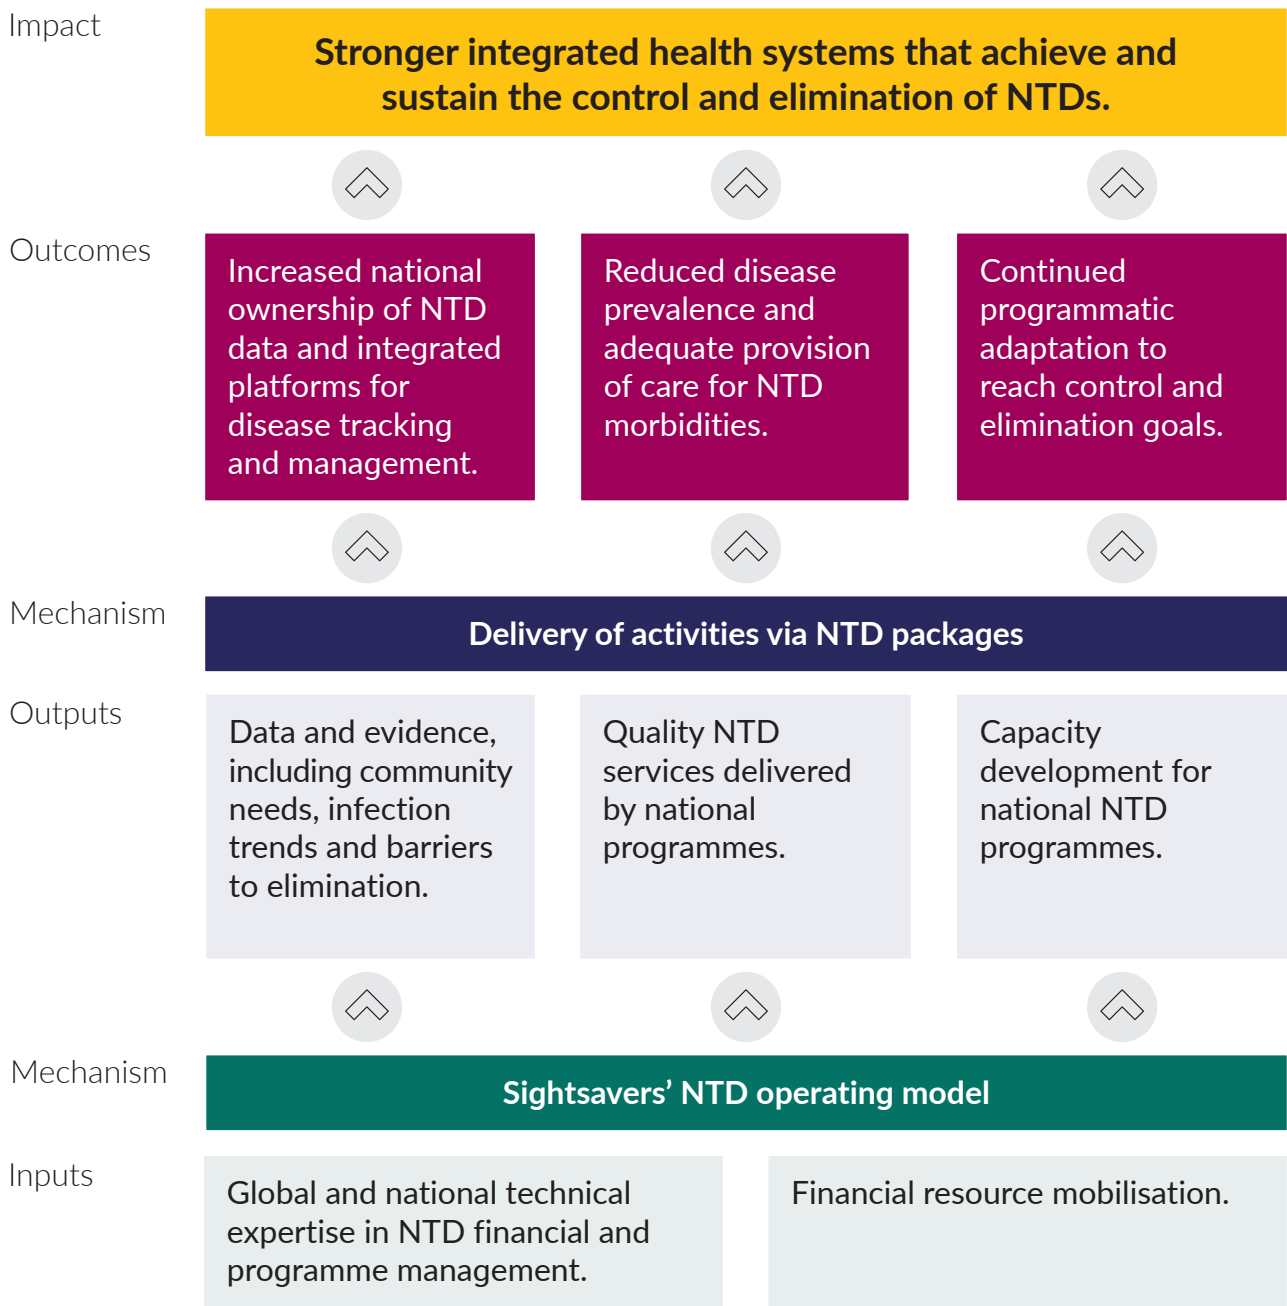 Impact
Stronger integrated health systems that achieve and
sustain the control and elimination of NTDs.
Outcomes
Increased national
ownership of NTD
data and integrated
platforms for
disease tracking
and management.
Reduced disease
prevalence and
adequate provision
of care for NTD
morbidities.
Continued
programmatic
adaptation to
reach control and
elimination goals.
Mechanism
Delivery of activities via NTD packages
Outputs
Data and evidence,
including community
needs, infection
trends and barriers
to elimination.
Quality NTD
services delivered
by national
programmes.
Capacity
development for
national NTD
programmes.
Mechanism
Sightsavers’ NTD operating model
Inputs
Global and national technical
expertise in NTD financial and
programme management.
Financial resource mobilisation.